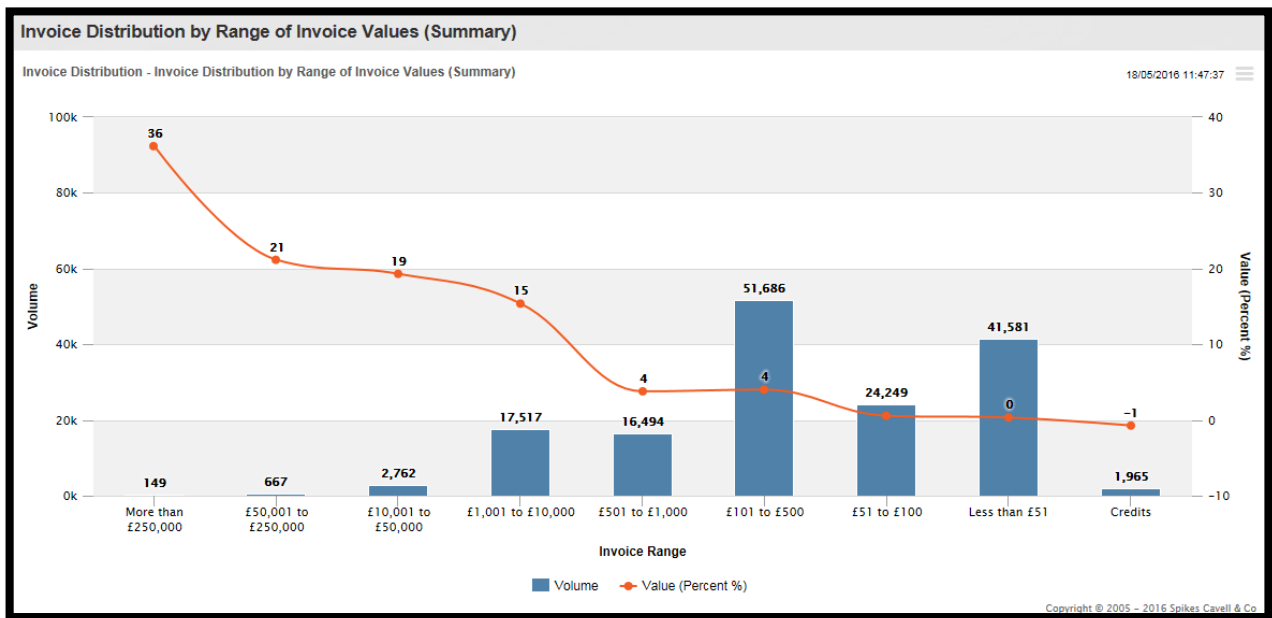 Invoice Distribution by Range of Invoice Values (Summary)
Invoice Distribution - Invoice Distribution by Range of Invoice Values (Summary)
18/05/2016 11:47:37
100k
80k
60k
40k
20k
0k
Volume
40
30
20
10
0
-10
Value (Percent %)
36
21
19
15
4
4
0
-1
149
667
2,762
17,517
16,494
51,686
24,249
41,581
1,965
More than
£250,000
£50,001 to
£250,000
£10,001 to
£50,000
£1,001 to £10,000
£501 to £1,000
£101 to £500
£51 to £100
Less than £51
Credits
Invoice Range
Volume
Value (Percent %)
Copyright © 2005 - 2016 Spikes Cavell & Co